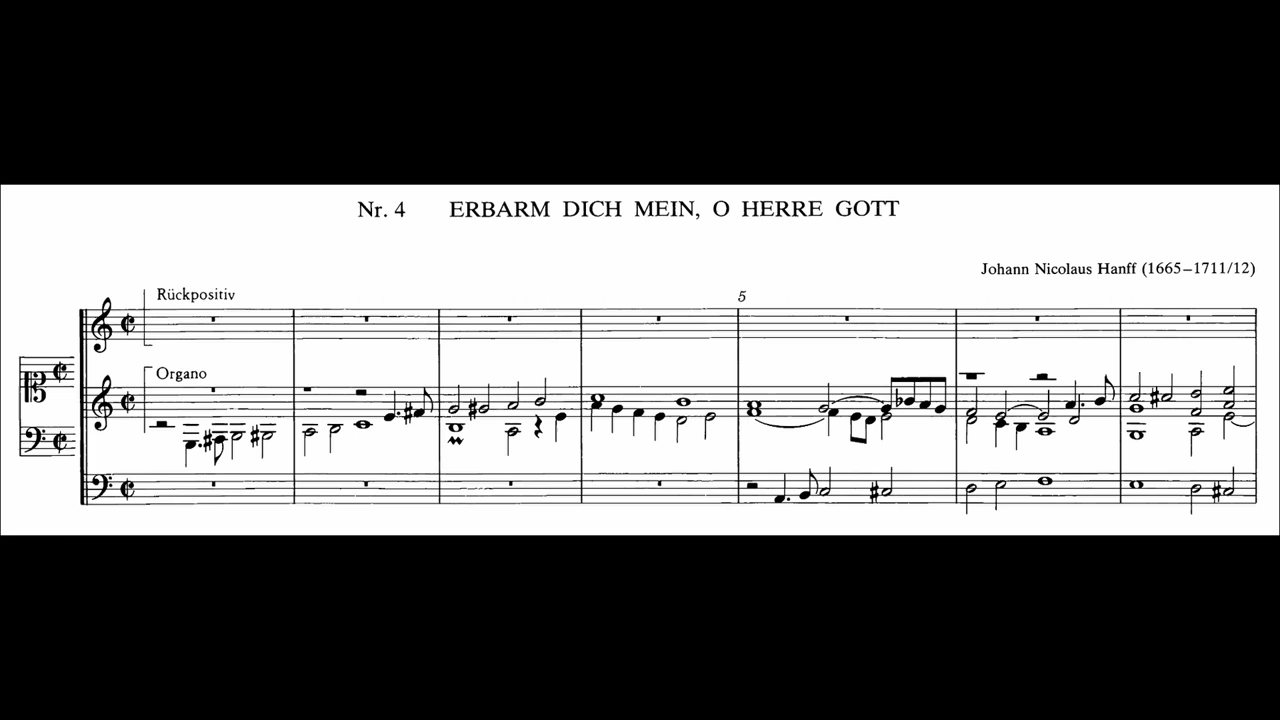 Nr. 4 ERBARM DICH MEIN, O HERRE GOTT
Johann Nicolaus Hanff (1665–1711/12)
Rückpositiv
5
Organo